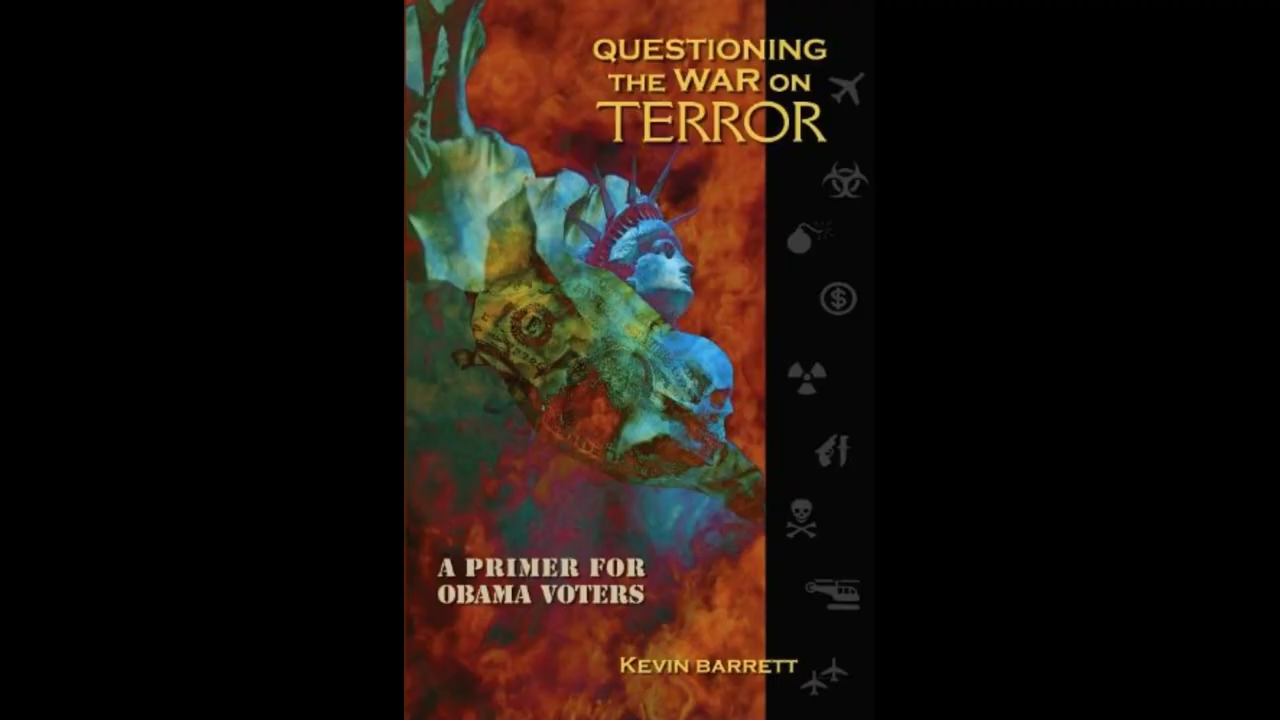 QUESTIONING
THE WAR ON
TERROR
A PRIMER FOR
OBAMA VOTERS
KEVIN BARRETT